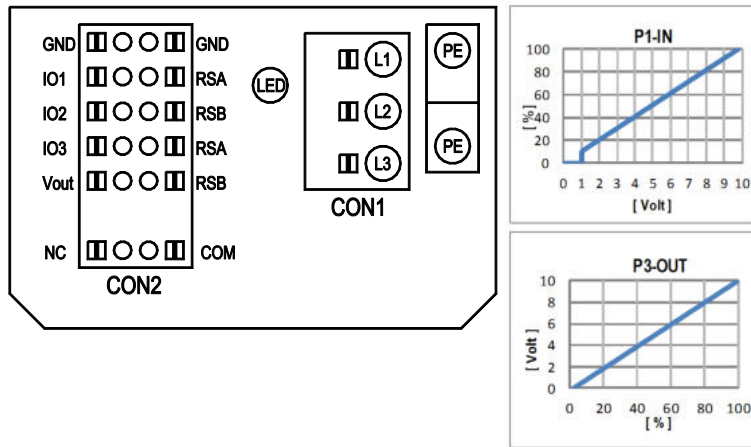 GND GND
IO1 RSA
IO2 RSB
IO3 RSA
Vout RSB
NC COM
CON2
LED
L1
L2
L3
CON1
PE
PE
P1-IN
[ % ]
100
80
60
40
20
0
0 1 2 3 4 5 6 7 8 9 10
[ Volt ]
P3-OUT
[ Volt ]
10
8
6
4
2
0
0 20 40 60 80 100
[ % ]